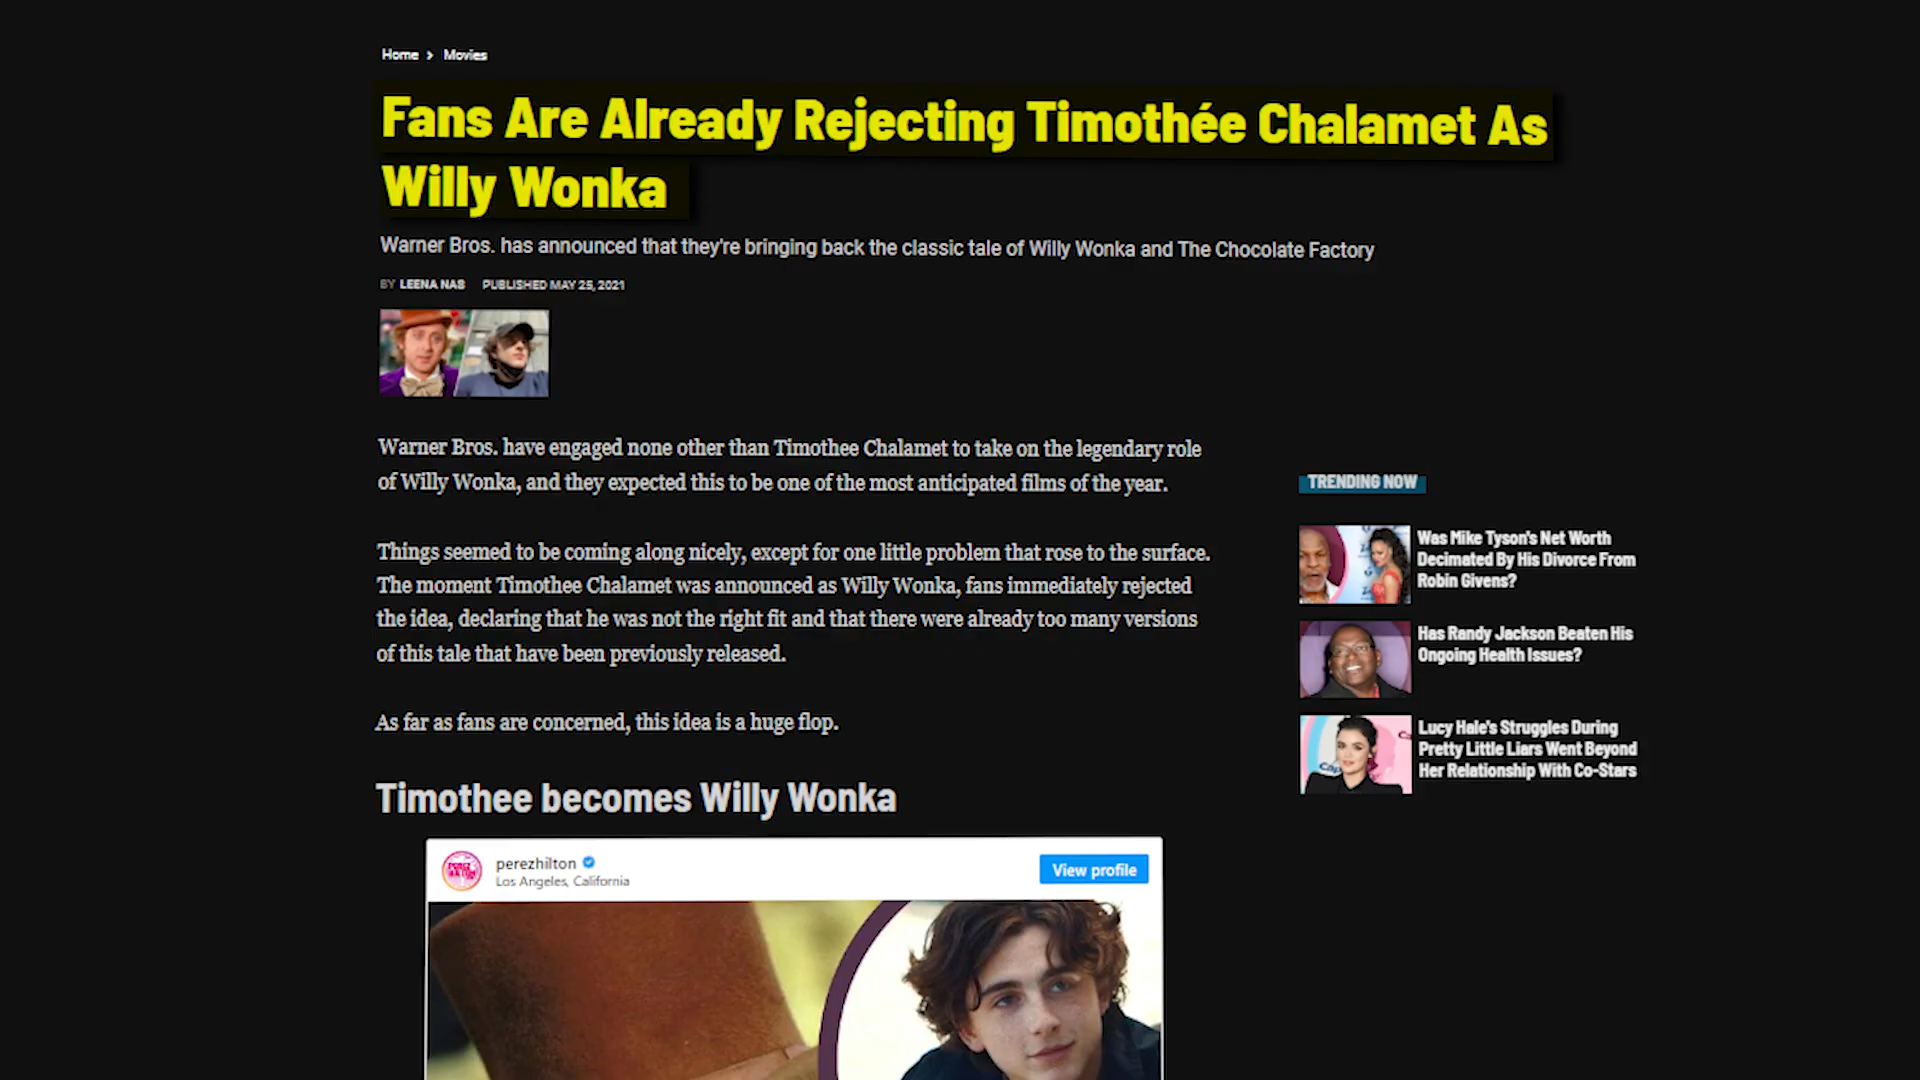 Home > Movies
Fans Are Already Rejecting Timothée Chalamet As
Willy Wonka
Warner Bros. has announced that they're bringing back the classic tale of Willy Wonka and The Chocolate Factory
BY LEENA NAS PUBLISHED MAY 25, 2021
Warner Bros. have engaged none other than Timothee Chalamet to take on the legendary role
of Willy Wonka, and they expected this to be one of the most anticipated films of the year.
Things seemed to be coming along nicely, except for one little problem that rose to the surface.
The moment Timothee Chalamet was announced as Willy Wonka, fans immediately rejected
the idea, declaring that he was not the right fit and that there were already too many versions
of this tale that have been previously released.
As far as fans are concerned, this idea is a huge flop.
Timothee becomes Willy Wonka
perezhilton
Los Angeles, California
View profile
TRENDING NOW
Was Mike Tyson's Net Worth
Decimated By His Divorce From
Robin Givens?
Has Randy Jackson Beaten His
Ongoing Health Issues?
Lucy Hale's Struggles During
Pretty Little Liars Went Beyond
Her Relationship With Co-Stars